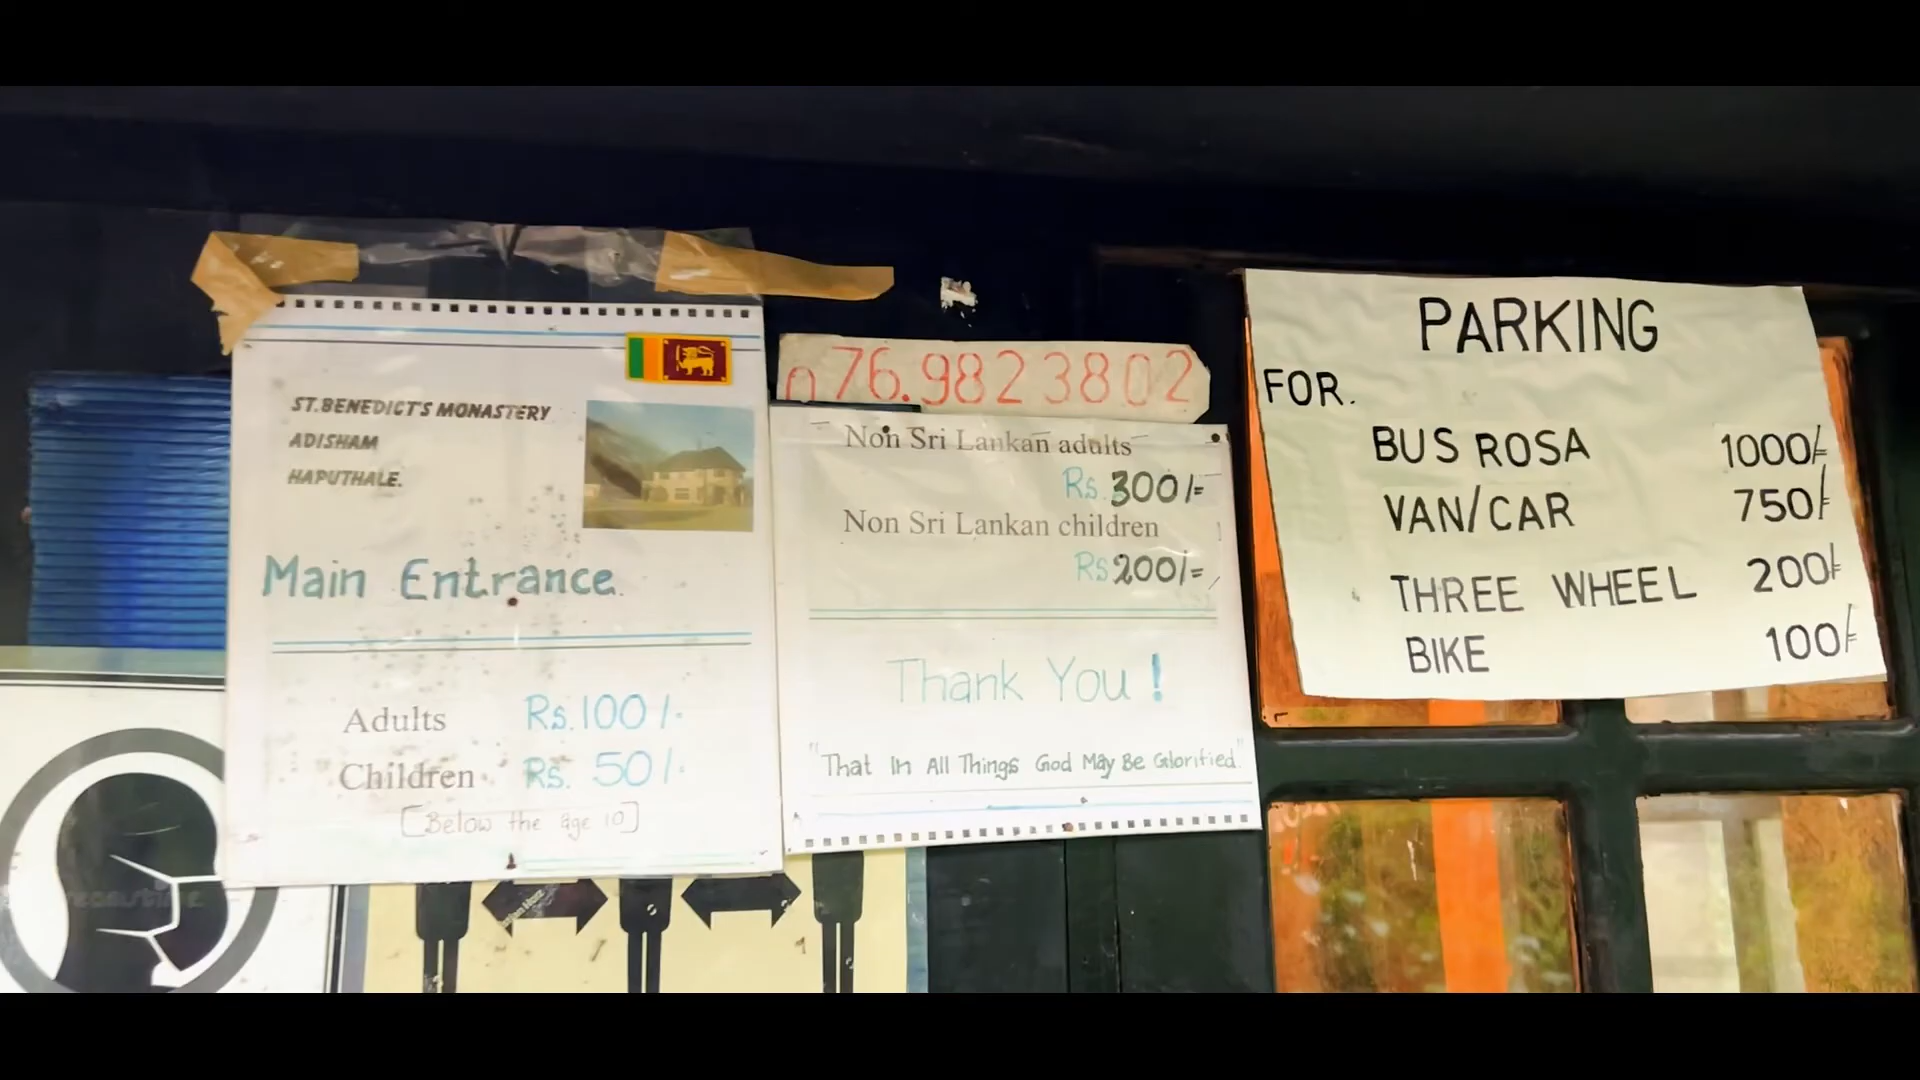 ST.BENEDICT'S MONASTERY
ADISHAM
HAPUTHALE.
Main Entrance.
Adults Rs.100/-
Children Rs. 50/-
[Below the age 10]
076.9823802
Non Sri Lankan adults
Rs.300/=
Non Sri Lankan children
Rs200/=
Thank You!
"That In All Things God May Be Glorified."
PARKING
FOR.
BUS ROSA 1000/-
VAN/CAR 750/-
THREE WHEEL 200/-
BIKE 100/-